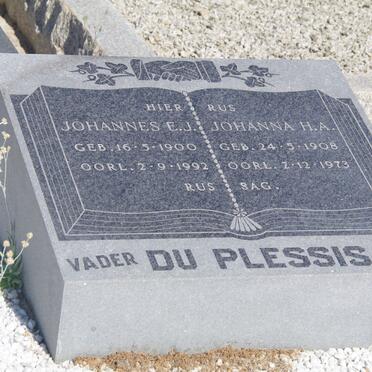 HIER RUS
JOHANNES E.J. JOHANNA H.A.
GEB. 16-5-1900 GEB. 24-5-1908
OORL. 2-9-1992 OORL. 2-12-1973
RUS SAG.
VADER DU PLESSIS